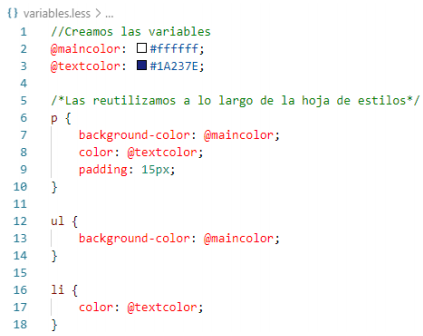 {} variables.less > ...
1 //Creamos las variables
2 @maincolor: #ffffff;
3 @textcolor: #1A237E;
4
5 /*Las reutilizamos a lo largo de la hoja de estilos*/
6 p {
7 background-color: @maincolor;
8 color: @textcolor;
9 padding: 15px;
10 }
11
12 ul {
13 background-color: @maincolor;
14 }
15
16 li {
17 color: @textcolor;
18 }